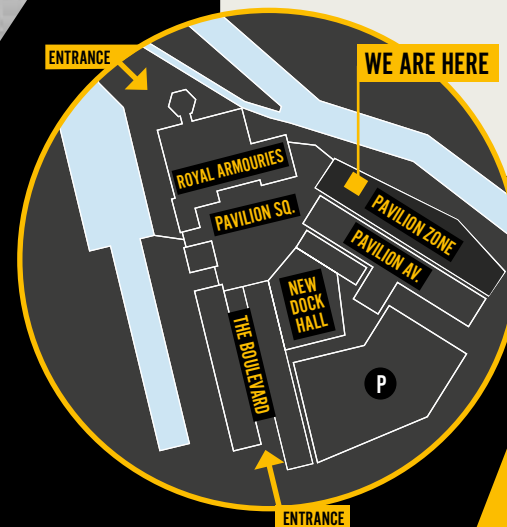 ENTRANCE
WE ARE HERE
ROYAL ARMOURIES
PAVILION SQ.
PAVILION ZONE
PAVILION AV.
NEW
DOCK
HALL
THE BOULEVARD
P
ENTRANCE